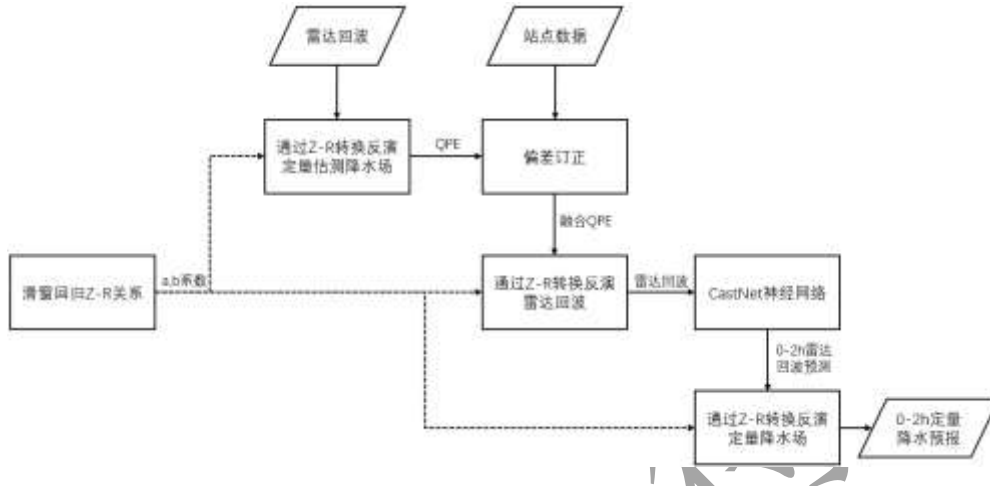 雷达回波
站点数据
通过Z-R转换反演
定量估测降水场
QPE
偏差订正
融合QPE
滑窗回归Z-R关系
a,b系数
通过Z-R转换反演
雷达回波
雷达回波
CastNet神经网络
0-2h雷达
回波预测
通过Z-R转换反演
定量降水场
0-2h定量
降水预报